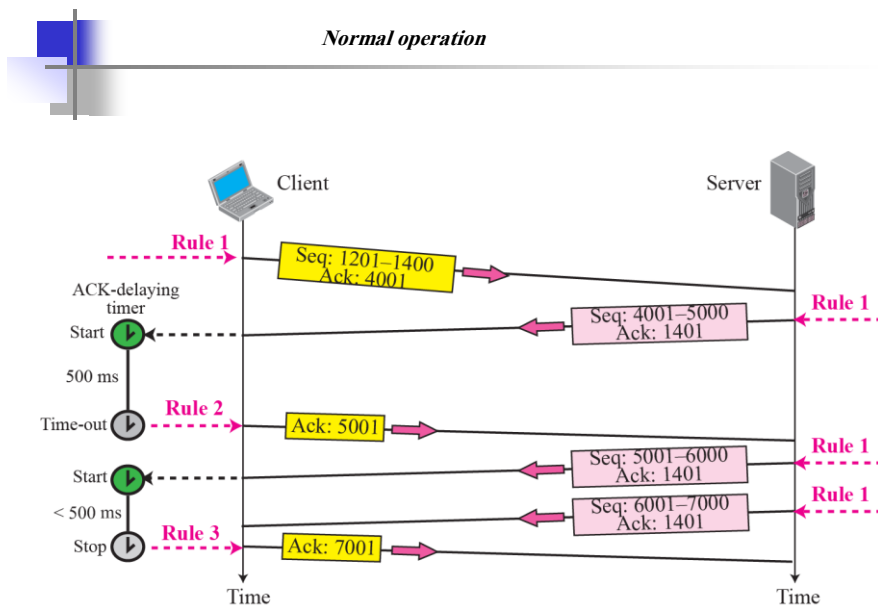 Normal operation
Client
Server
Rule 1
Seq: 1201–1400
Ack: 4001
ACK-delaying
timer
Start
Seq: 4001–5000
Ack: 1401
Rule 1
500 ms
Time-out
Rule 2
Ack: 5001
Rule 1
Seq: 5001–6000
Ack: 1401
Start
< 500 ms
Seq: 6001–7000
Ack: 1401
Rule 1
Stop
Rule 3
Ack: 7001
Time
Time